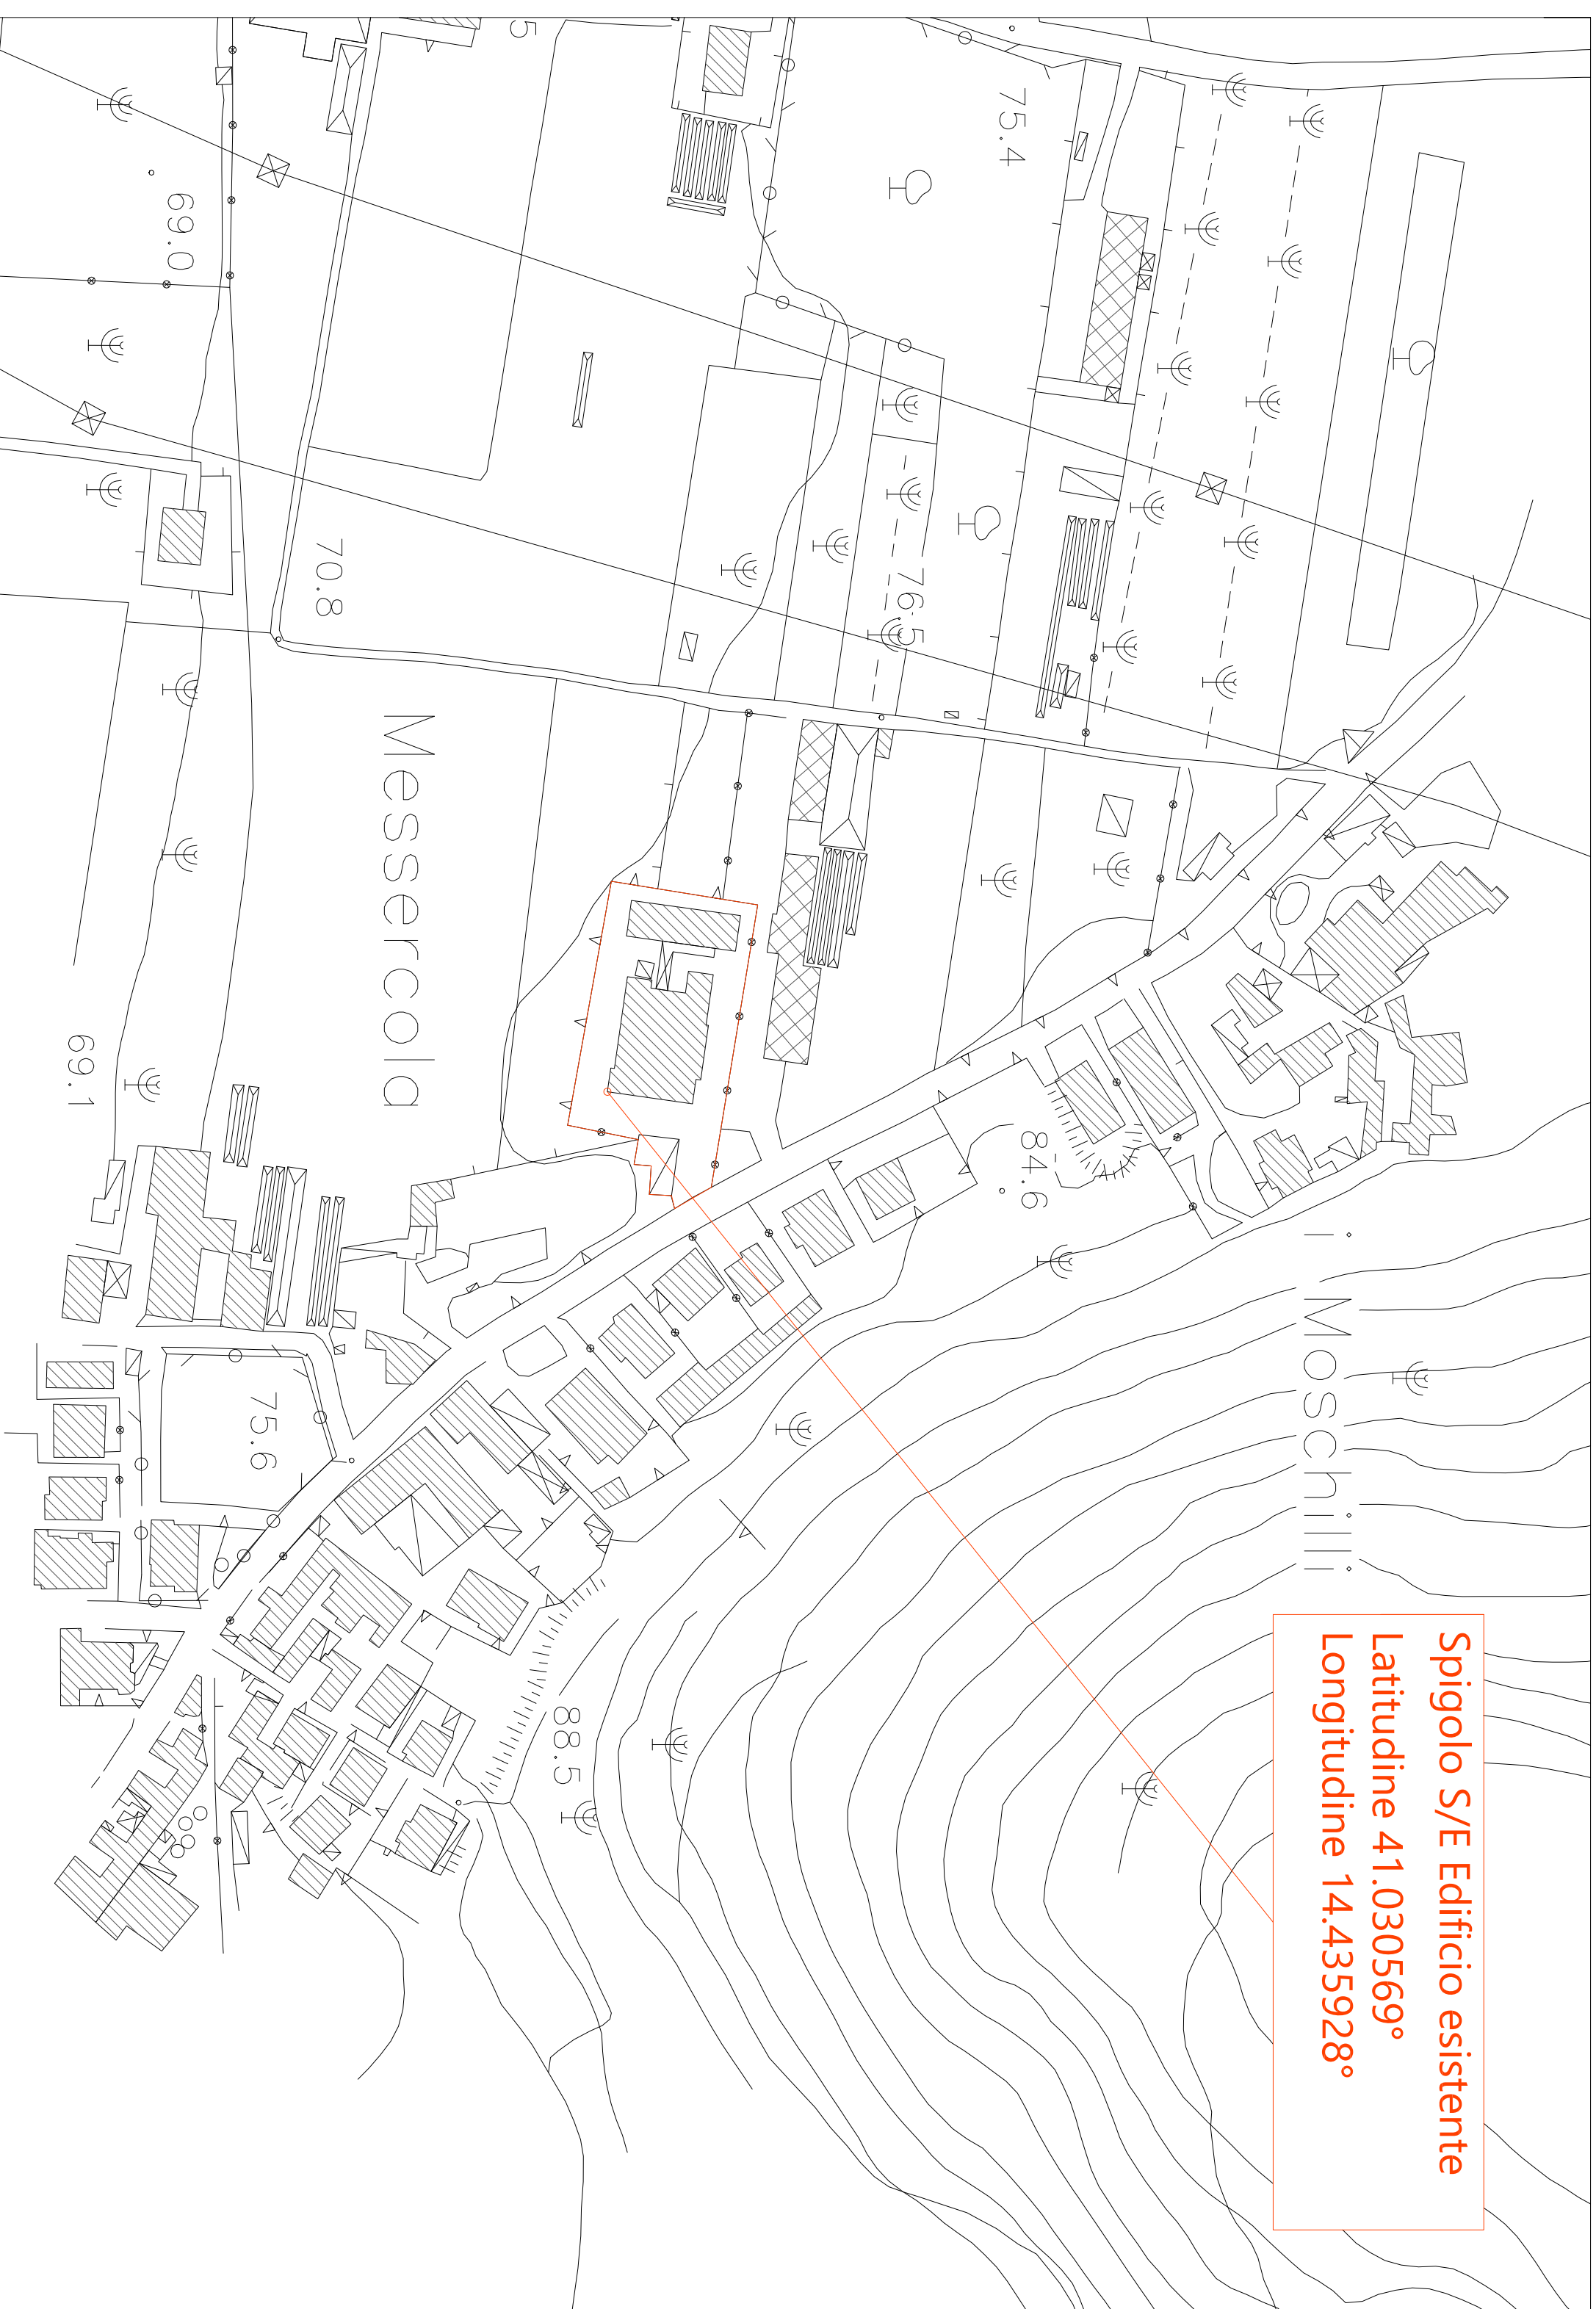 Spigolo S/E Edificio esistente
Latitudine 41.030569°
Longitudine 14.435928°
i Moschilli
75.4
84.6
76.5
88.5
5
Messercola
70.8
75.6
69.0
69.1